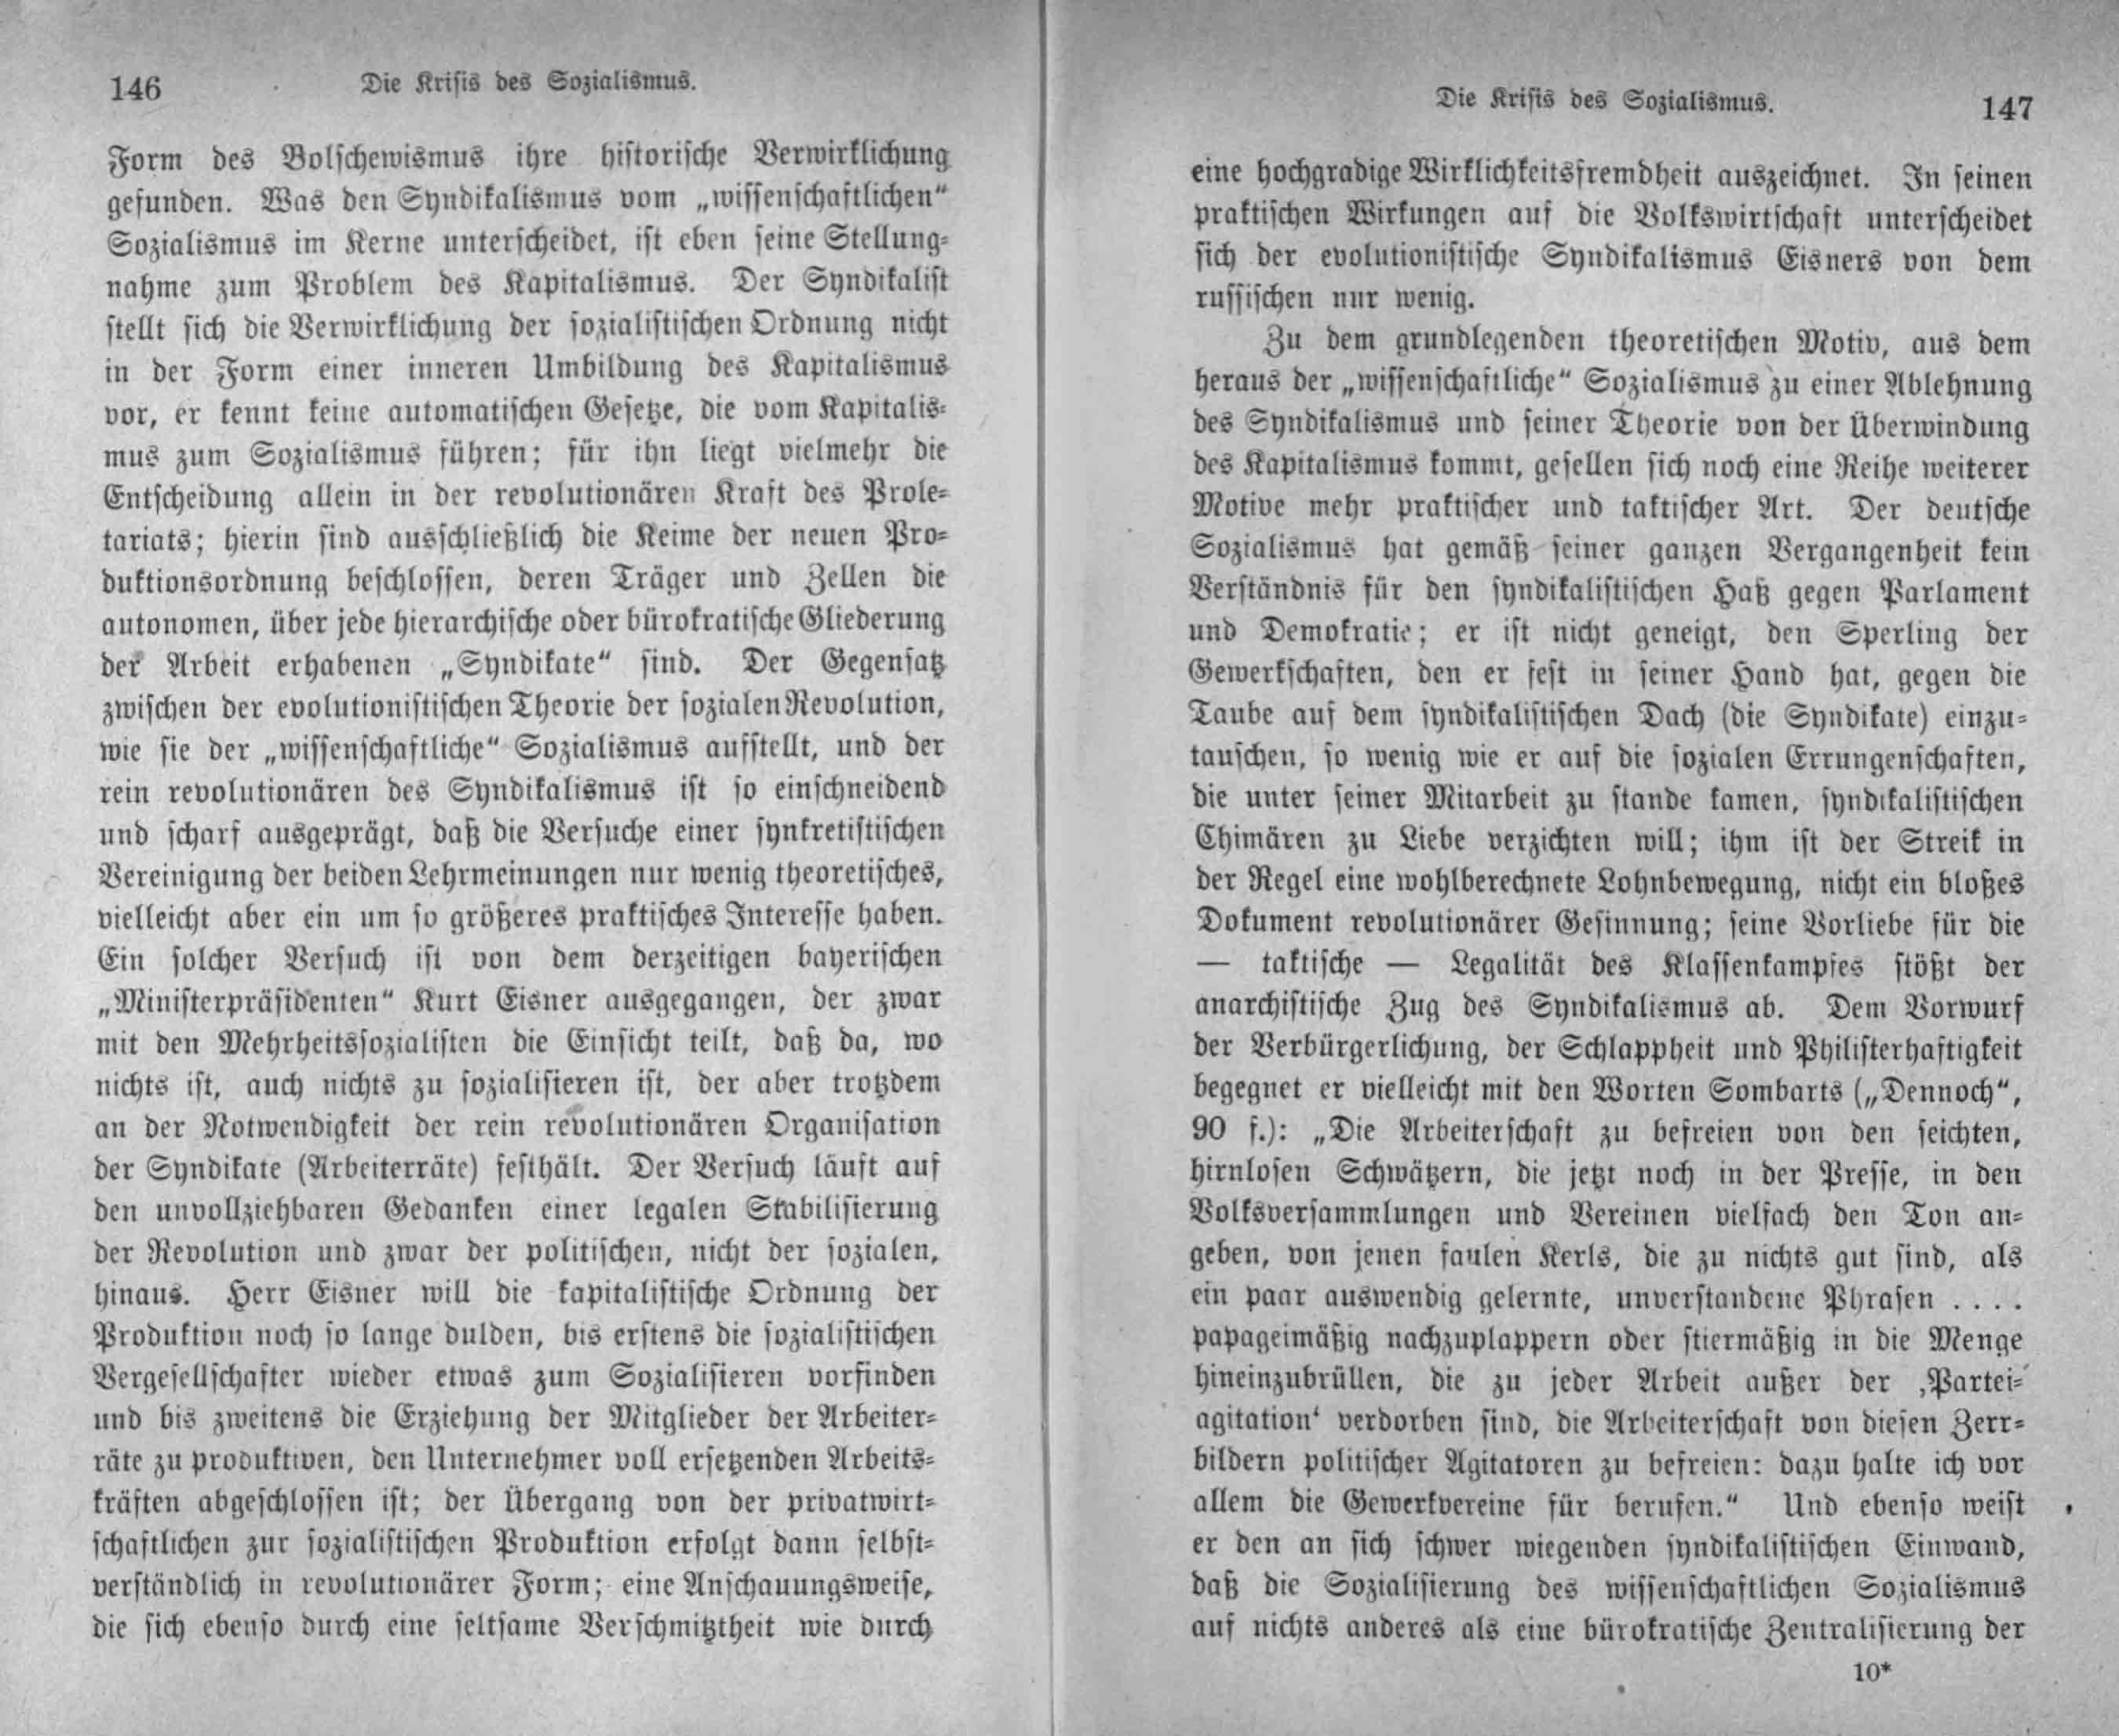 146
Die Krisis des Sozialismus.
Form des Bolschewismus ihre historische Verwirklichung
gefunden. Was den Syndikalismus vom „wissenschaftlichen“
Sozialismus im Kerne unterscheidet, ist eben seine Stellung-
nahme zum Problem des Kapitalismus. Der Syndikalist
stellt sich die Verwirklichung der sozialistischen Ordnung nicht
in der Form einer inneren Umbildung des Kapitalismus
vor, er kennt keine automatischen Gesetze, die vom Kapitalis-
mus zum Sozialismus führen; für ihn liegt vielmehr die
Entscheidung allein in der revolutionären Kraft des Prole-
tariats; hierin sind ausschließlich die Keime der neuen Pro-
duktionsordnung beschlossen, deren Träger und Zellen die
autonomen, über jede hierarchische oder bürokratische Gliederung
der Arbeit erhabenen „Syndikate“ sind. Der Gegensatz
zwischen der evolutionistischen Theorie der sozialen Revolution,
wie sie der „wissenschaftliche“ Sozialismus aufstellt, und der
rein revolutionären des Syndikalismus ist so einschneidend
und scharf ausgeprägt, daß die Versuche einer synkretistischen
Vereinigung der beiden Lehrmeinungen nur wenig theoretisches,
vielleicht aber ein um so größeres praktisches Interesse haben.
Ein solcher Versuch ist von dem derzeitigen bayerischen
„Ministerpräsidenten“ Kurt Eisner ausgegangen, der zwar
mit den Mehrheitssozialisten die Einsicht teilt, daß da, wo
nichts ist, auch nichts zu sozialisieren ist, der aber trotzdem
an der Notwendigkeit der rein revolutionären Organisation
der Syndikate (Arbeiterräte) festhält. Der Versuch läuft auf
den unvollziehbaren Gedanken einer legalen Stabilisierung
der Revolution und zwar der politischen, nicht der sozialen,
hinaus. Herr Eisner will die kapitalistische Ordnung der
Produktion noch so lange dulden, bis erstens die sozialistischen
Vergesellschafter wieder etwas zum Sozialisieren vorfinden
und bis zweitens die Erziehung der Mitglieder der Arbeiter-
räte zu produktiven, den Unternehmer voll ersetzenden Arbeits-
kräften abgeschlossen ist; der Übergang von der privatwirt-
schaftlichen zur sozialistischen Produktion erfolgt dann selbst-
verständlich in revolutionärer Form; eine Anschauungsweise,
die sich ebenso durch eine seltsame Verschmitztheit wie durch
Die Krisis des Sozialismus.
147
eine hochgradige Wirklichkeitsfremdheit auszeichnet. In seinen
praktischen Wirkungen auf die Volkswirtschaft unterscheidet
sich der evolutionistische Syndikalismus Eisners von dem
russischen nur wenig.
Zu dem grundlegenden theoretischen Motiv, aus dem
heraus der „wissenschaftliche“ Sozialismus zu einer Ablehnung
des Syndikalismus und seiner Theorie von der Überwindung
des Kapitalismus kommt, gesellen sich noch eine Reihe weiterer
Motive mehr praktischer und taktischer Art. Der deutsche
Sozialismus hat gemäß seiner ganzen Vergangenheit kein
Verständnis für den syndikalistischen Haß gegen Parlament
und Demokratie; er ist nicht geneigt, den Sperling der
Gewerkschaften, den er fest in seiner Hand hat, gegen die
Taube auf dem syndikalistischen Dach (die Syndikate) einzu-
tauschen, so wenig wie er auf die sozialen Errungenschaften,
die unter seiner Mitarbeit zu stande kamen, syndikalistischen
Chimären zu Liebe verzichten will; ihm ist der Streik in
der Regel eine wohlberechnete Lohnbewegung, nicht ein bloßes
Dokument revolutionärer Gesinnung; seine Vorliebe für die
— taktische — Legalität des Klassenkampfes stößt der
anarchistische Zug des Syndikalismus ab. Dem Vorwurf
der Verbürgerlichung, der Schlappheit und Philisterhaftigkeit
begegnet er vielleicht mit den Worten Sombarts („Dennoch“,
90 f.): „Die Arbeiterschaft zu befreien von den seichten,
hirnlosen Schwätzern, die jetzt noch in der Presse, in den
Volksversammlungen und Vereinen vielfach den Ton an-
geben, von jenen faulen Kerls, die zu nichts gut sind, als
ein paar auswendig gelernte, unverstandene Phrasen . . . .
papageimäßig nachzuplappern oder stiermäßig in die Menge
hineinzubrüllen, die zu jeder Arbeit außer der ‚Partei-
agitation‘ verdorben sind, die Arbeiterschaft von diesen Zerr-
bildern politischer Agitatoren zu befreien: dazu halte ich vor
allem die Gewerkvereine für berufen.“ Und ebenso weist
er den an sich schwer wiegenden syndikalistischen Einwand,
daß die Sozialisierung des wissenschaftlichen Sozialismus
auf nichts anderes als eine bürokratische Zentralisierung der
10*